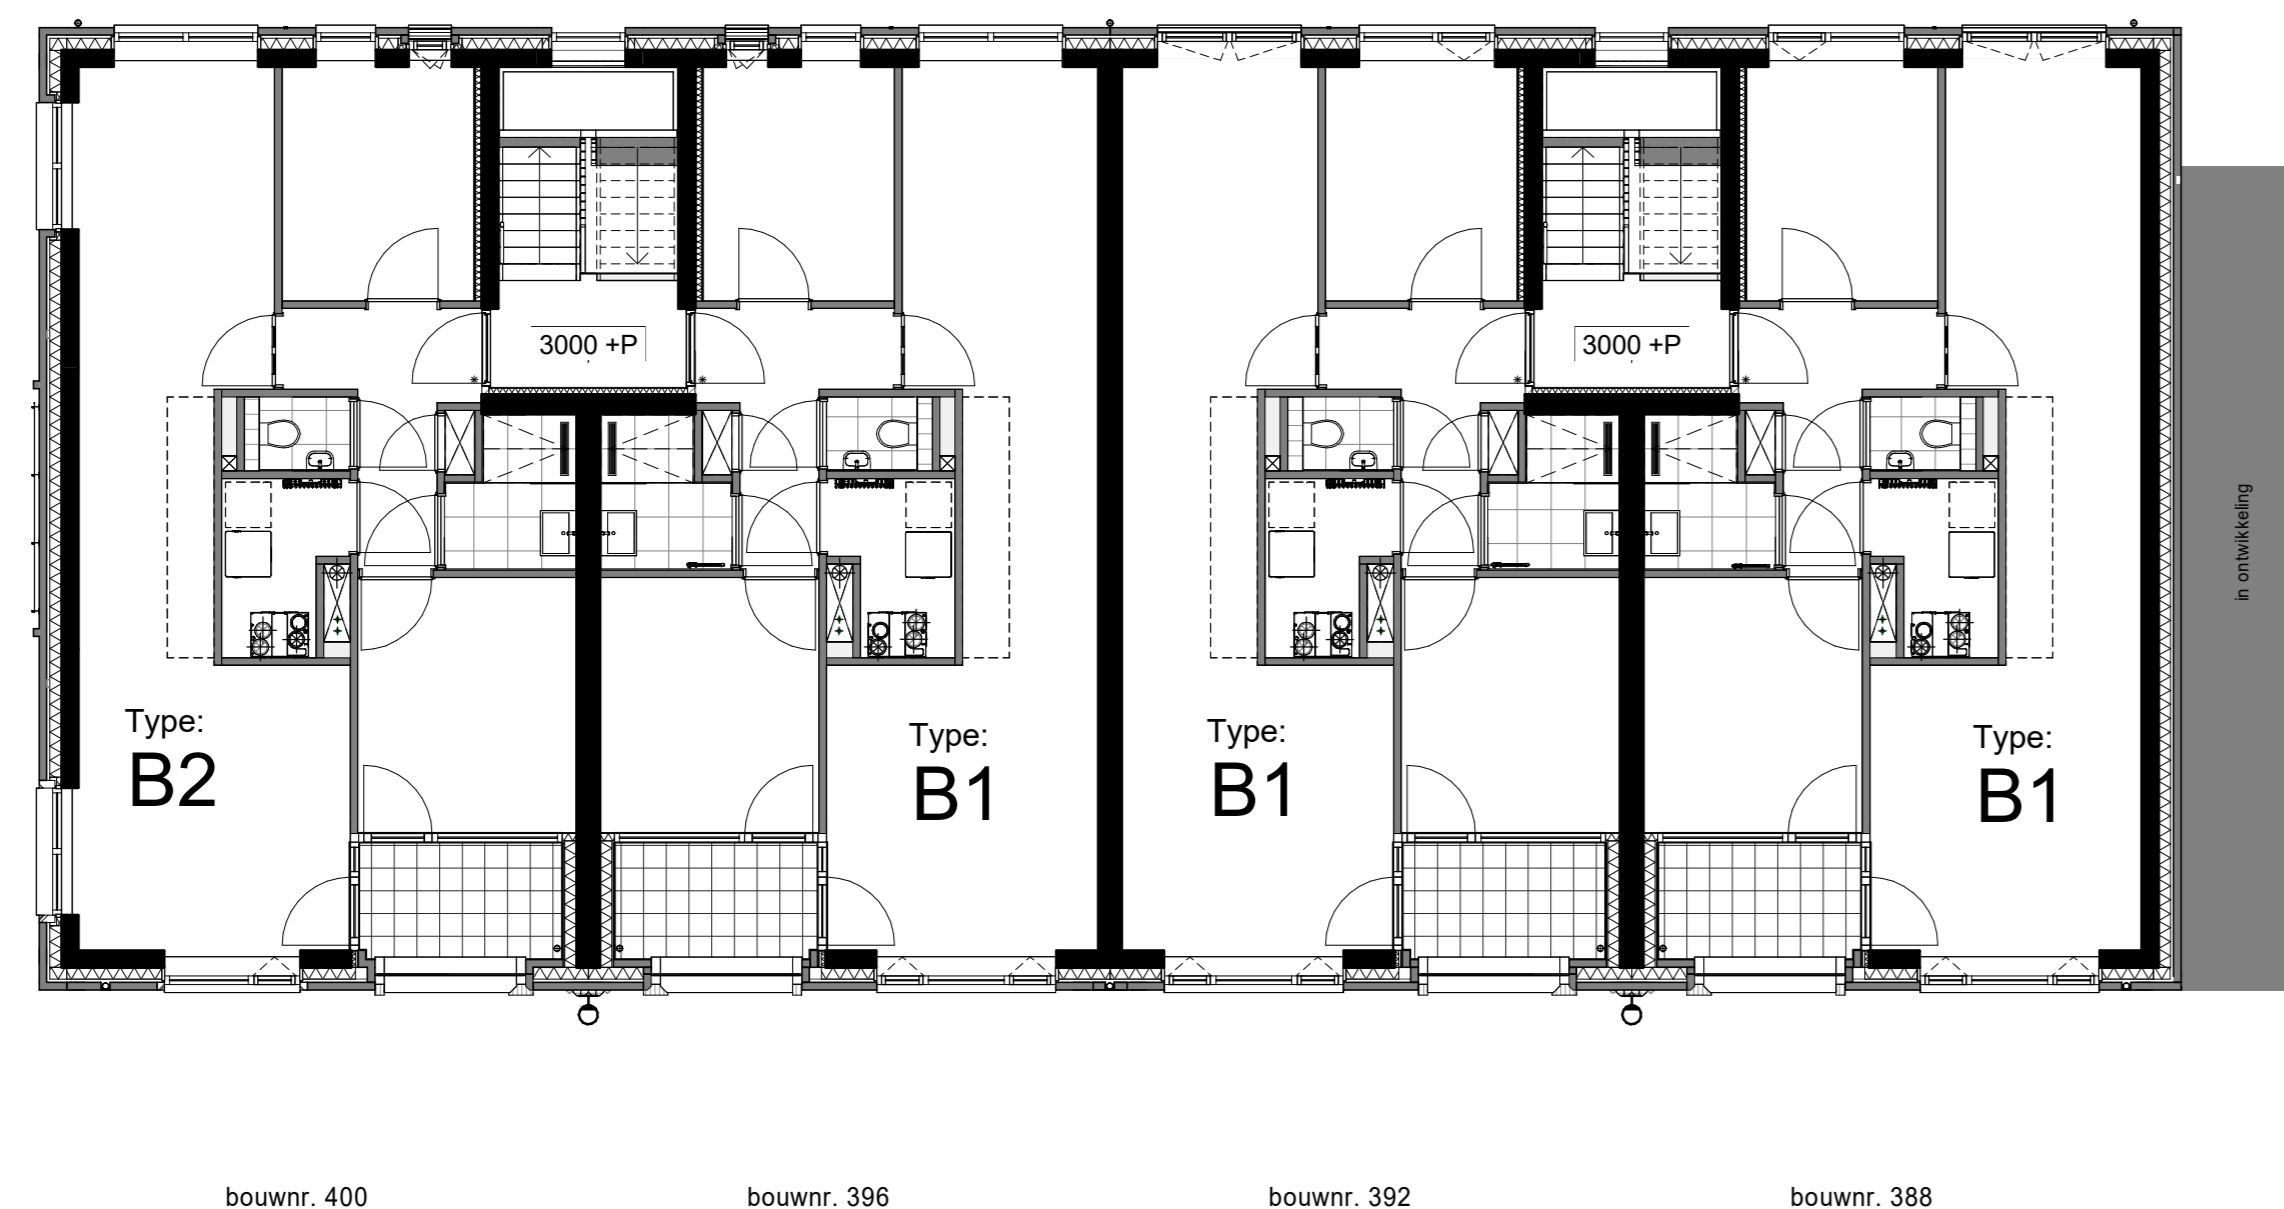 3000 +P
3000 +P
in ontwikkeling
Type:
B2
Type:
B1
Type:
B1
Type:
B1
bouwnr. 400
bouwnr. 396
bouwnr. 392
bouwnr. 388